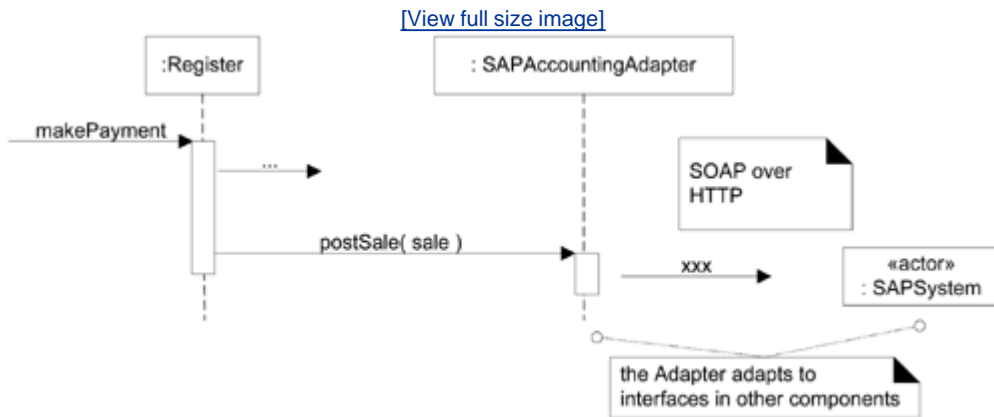 [View full size image]
:Register
: SAPAccountingAdapter
makePayment
...
SOAP over
HTTP
postSale( sale )
xxx
«actor»
: SAPSystem
the Adapter adapts to
interfaces in other components